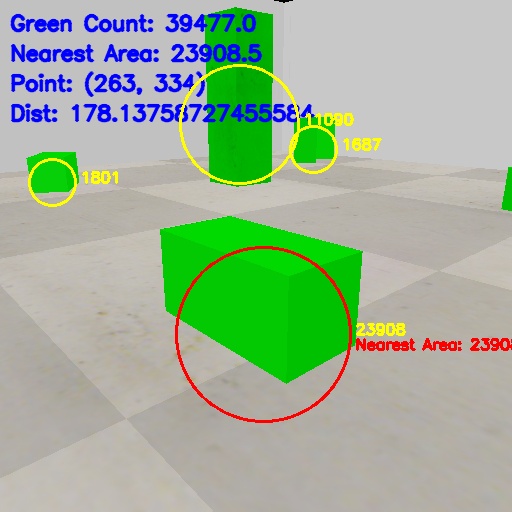 Green Count: 39477.0
Nearest Area: 23908.5
Point: (263, 334)
Dist: 178.13758727455584
11090
1687
1801
23908
Nearest Area: 23908